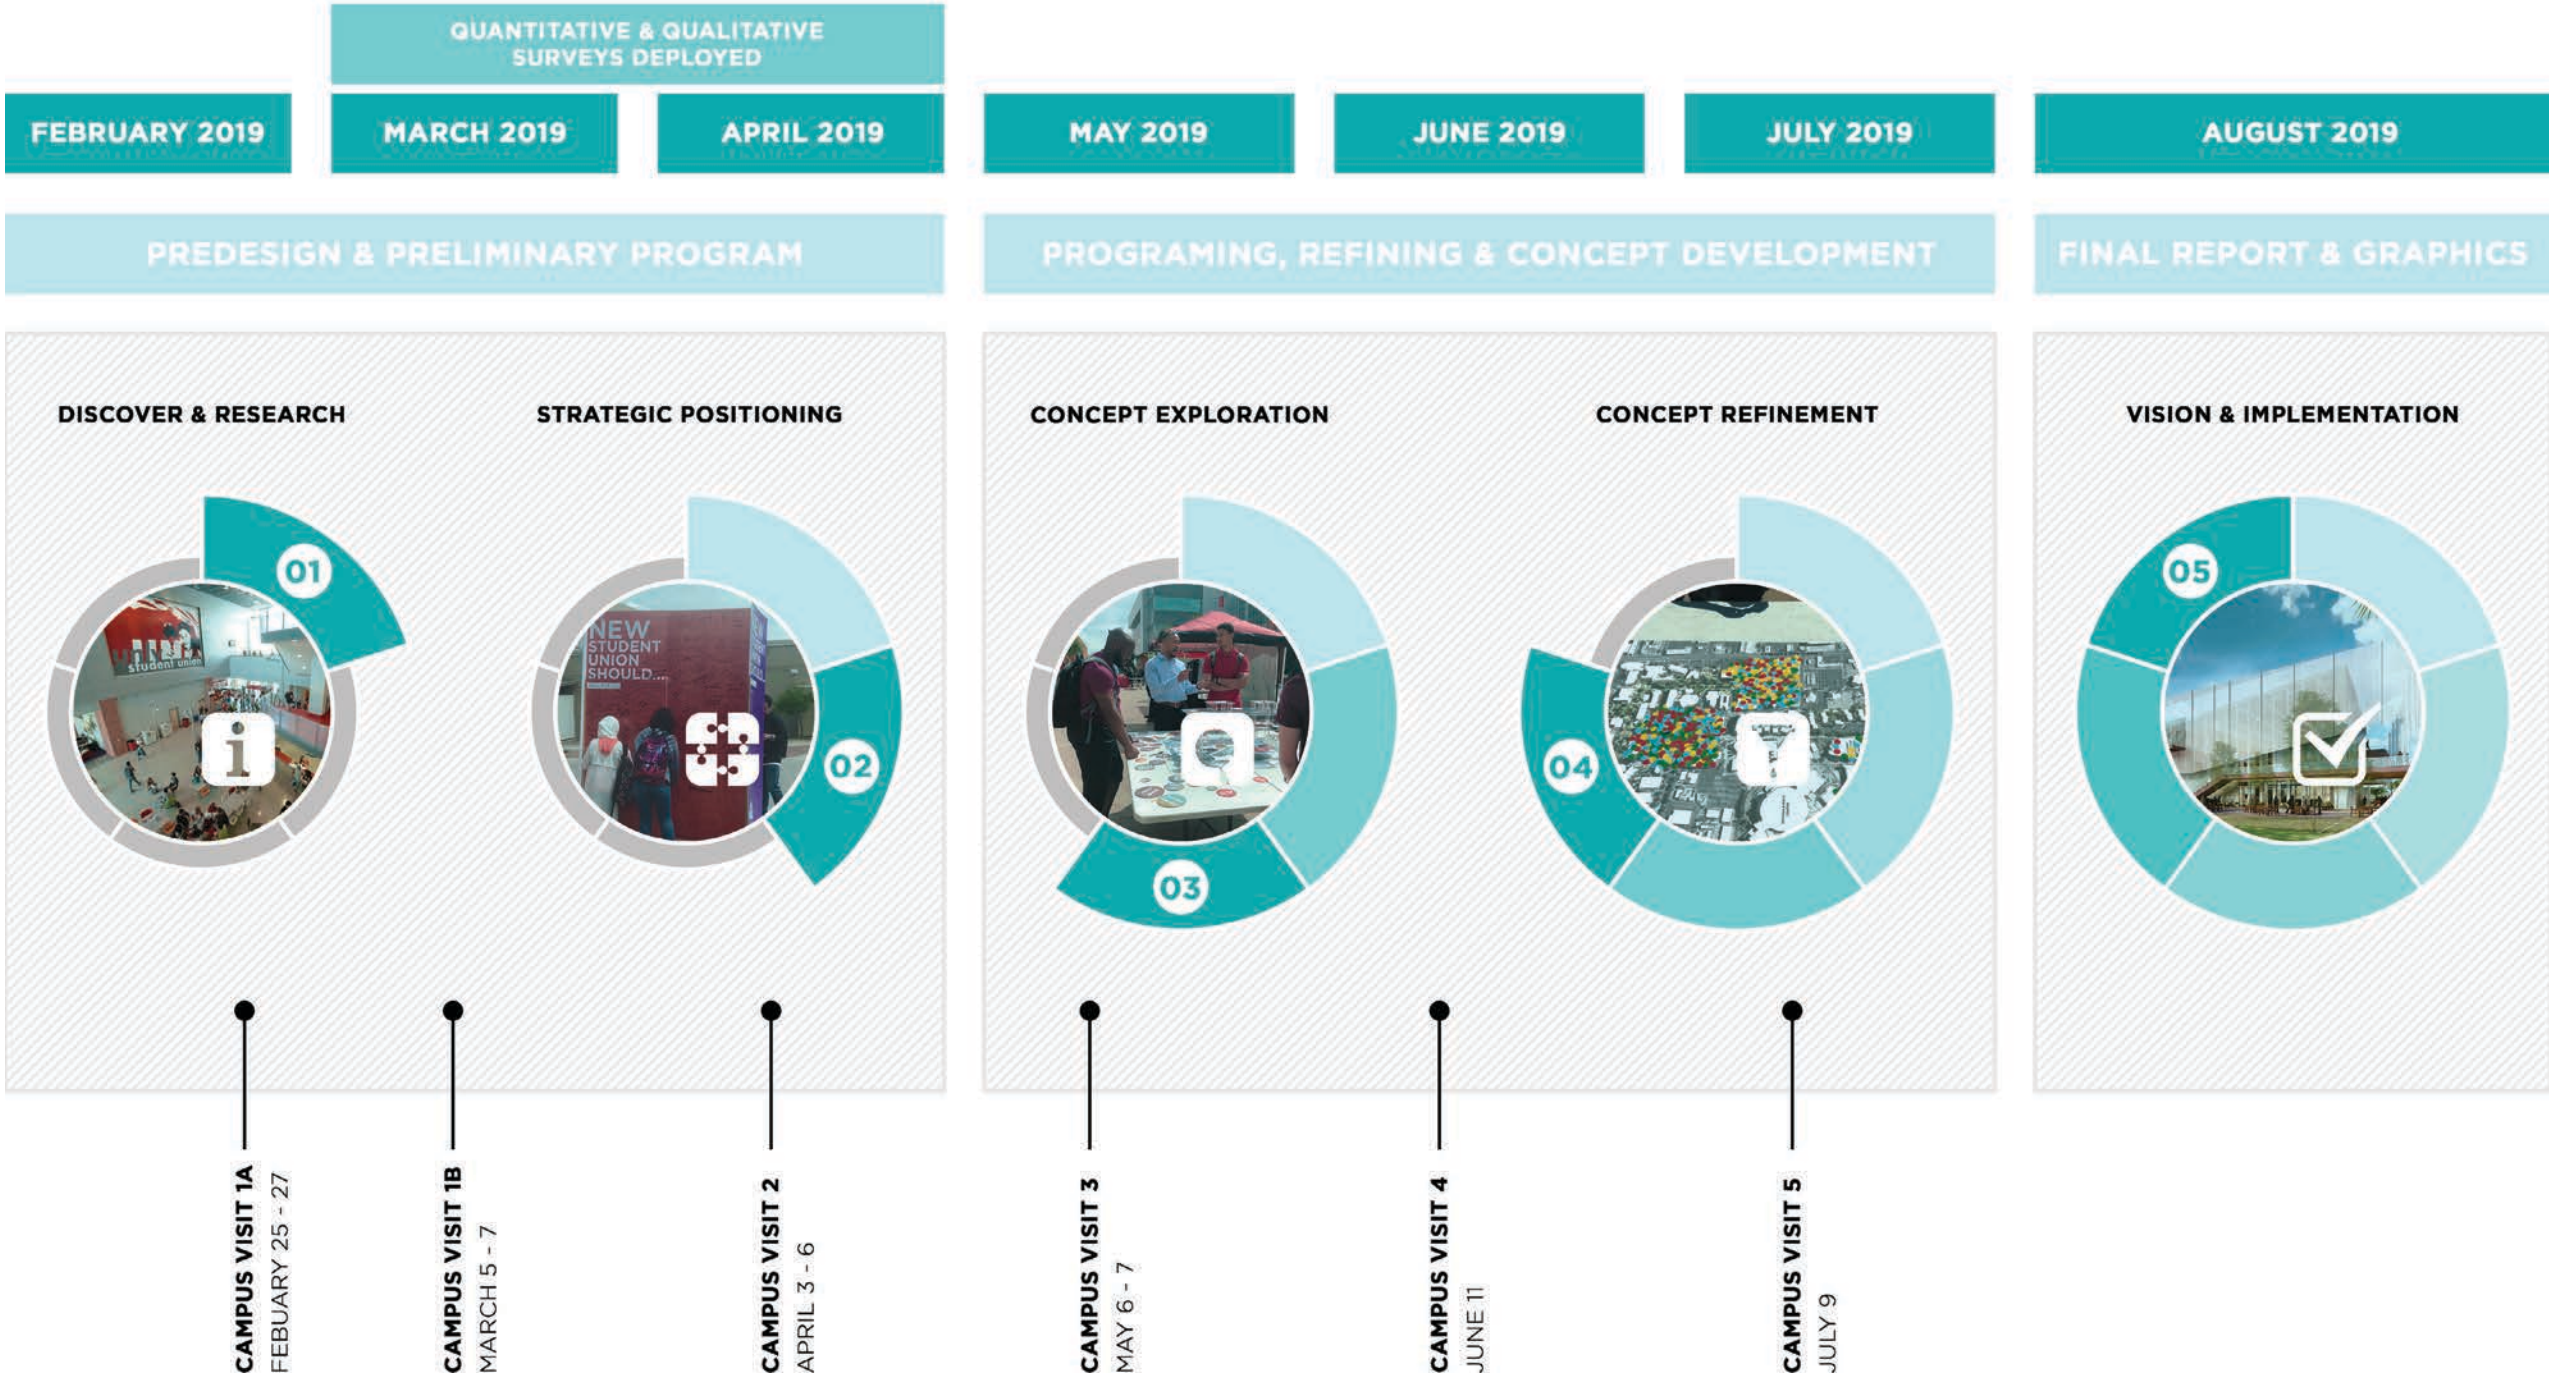 QUANTITATIVE & QUALITATIVE
SURVEYS DEPLOYED
FEBRUARY 2019
MARCH 2019
APRIL 2019
MAY 2019
JUNE 2019
JULY 2019
AUGUST 2019
PREDESIGN & PRELIMINARY PROGRAM
PROGRAMING, REFINING & CONCEPT DEVELOPMENT
FINAL REPORT & GRAPHICS
DISCOVER & RESEARCH
STRATEGIC POSITIONING
CONCEPT EXPLORATION
CONCEPT REFINEMENT
VISION & IMPLEMENTATION
01
student union
i
NEW
STUDENT
UNION
SHOULD...
02
03
04
05
CAMPUS VISIT 1A
FEBUARY 25 - 27
CAMPUS VISIT 1B
MARCH 5 - 7
CAMPUS VISIT 2
APRIL 3 - 6
CAMPUS VISIT 3
MAY 6 - 7
CAMPUS VISIT 4
JUNE 11
CAMPUS VISIT 5
JULY 9